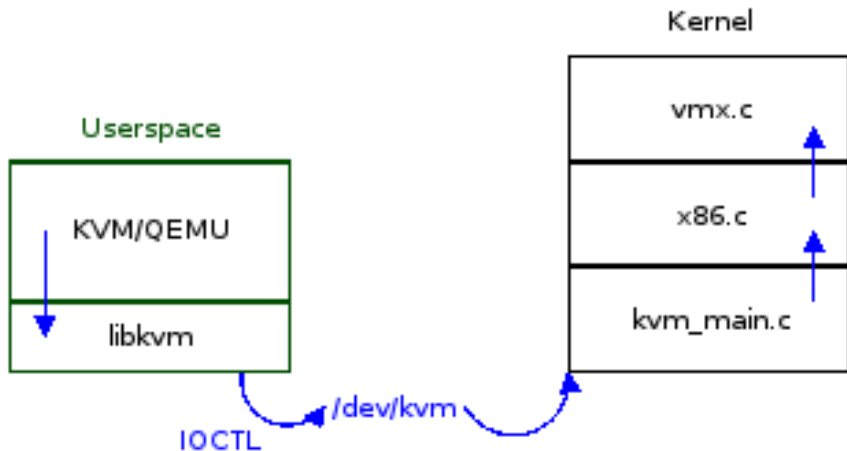 Kernel
vmx.c
Userspace
x86.c
KVM/QEMU
kvm_main.c
libkvm
/dev/kvm
IOCTL